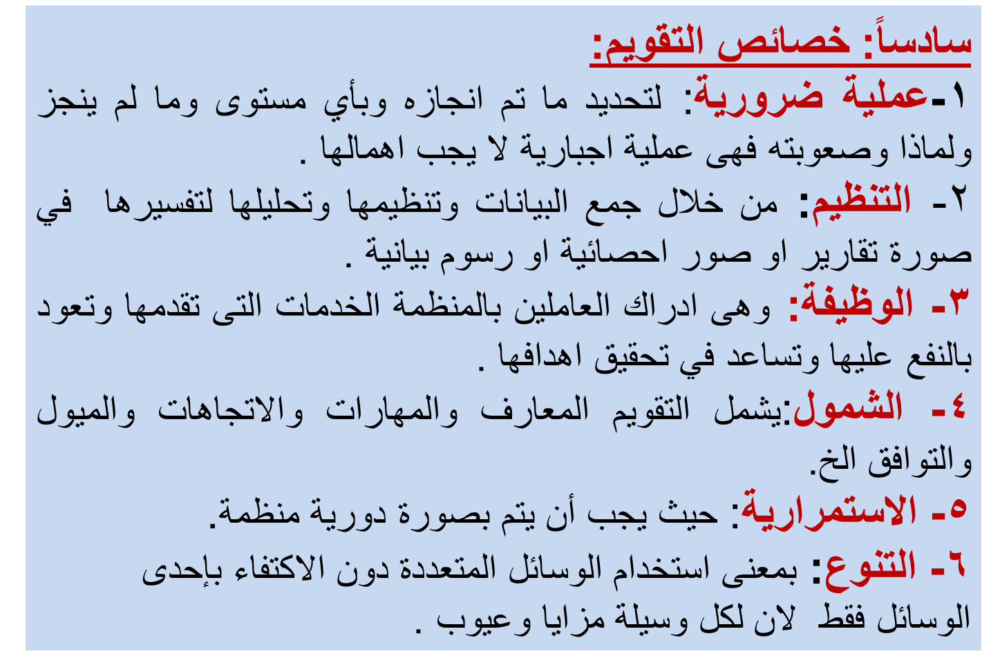 سادساً: خصائص التقويم:
١-عملية ضرورية: لتحديد ما تم انجازه وبأي مستوى وما لم ينجز
ولماذا وصعوبته فهى عملية اجبارية لا يجب اهمالها .
٢- التنظيم: من خلال جمع البيانات وتنظيمها وتحليلها لتفسيرها في
صورة تقارير او صور احصائية او رسوم بيانية .
٣- الوظيفة: وهى ادراك العاملين بالمنظمة الخدمات التى تقدمها وتعود
بالنفع عليها وتساعد في تحقيق اهدافها .
٤- الشمول:يشمل التقويم المعارف والمهارات والاتجاهات والميول
والتوافق الخ.
٥- الاستمرارية: حيث يجب أن يتم بصورة دورية منظمة.
٦- التنوع: بمعنى استخدام الوسائل المتعددة دون الاكتفاء بإحدى
الوسائل فقط لان لكل وسيلة مزايا وعيوب .